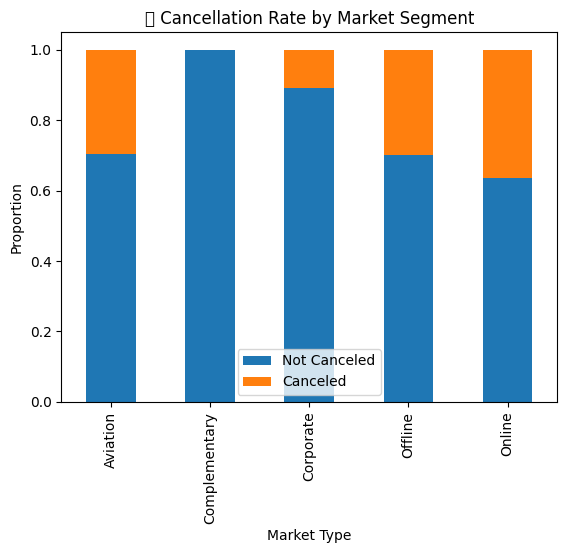 Cancellation Rate by Market Segment
1.0
0.8
0.6
0.4
0.2
0.0
Proportion
Not Canceled
Canceled
Aviation
Complementary
Corporate
Offline
Online
Market Type